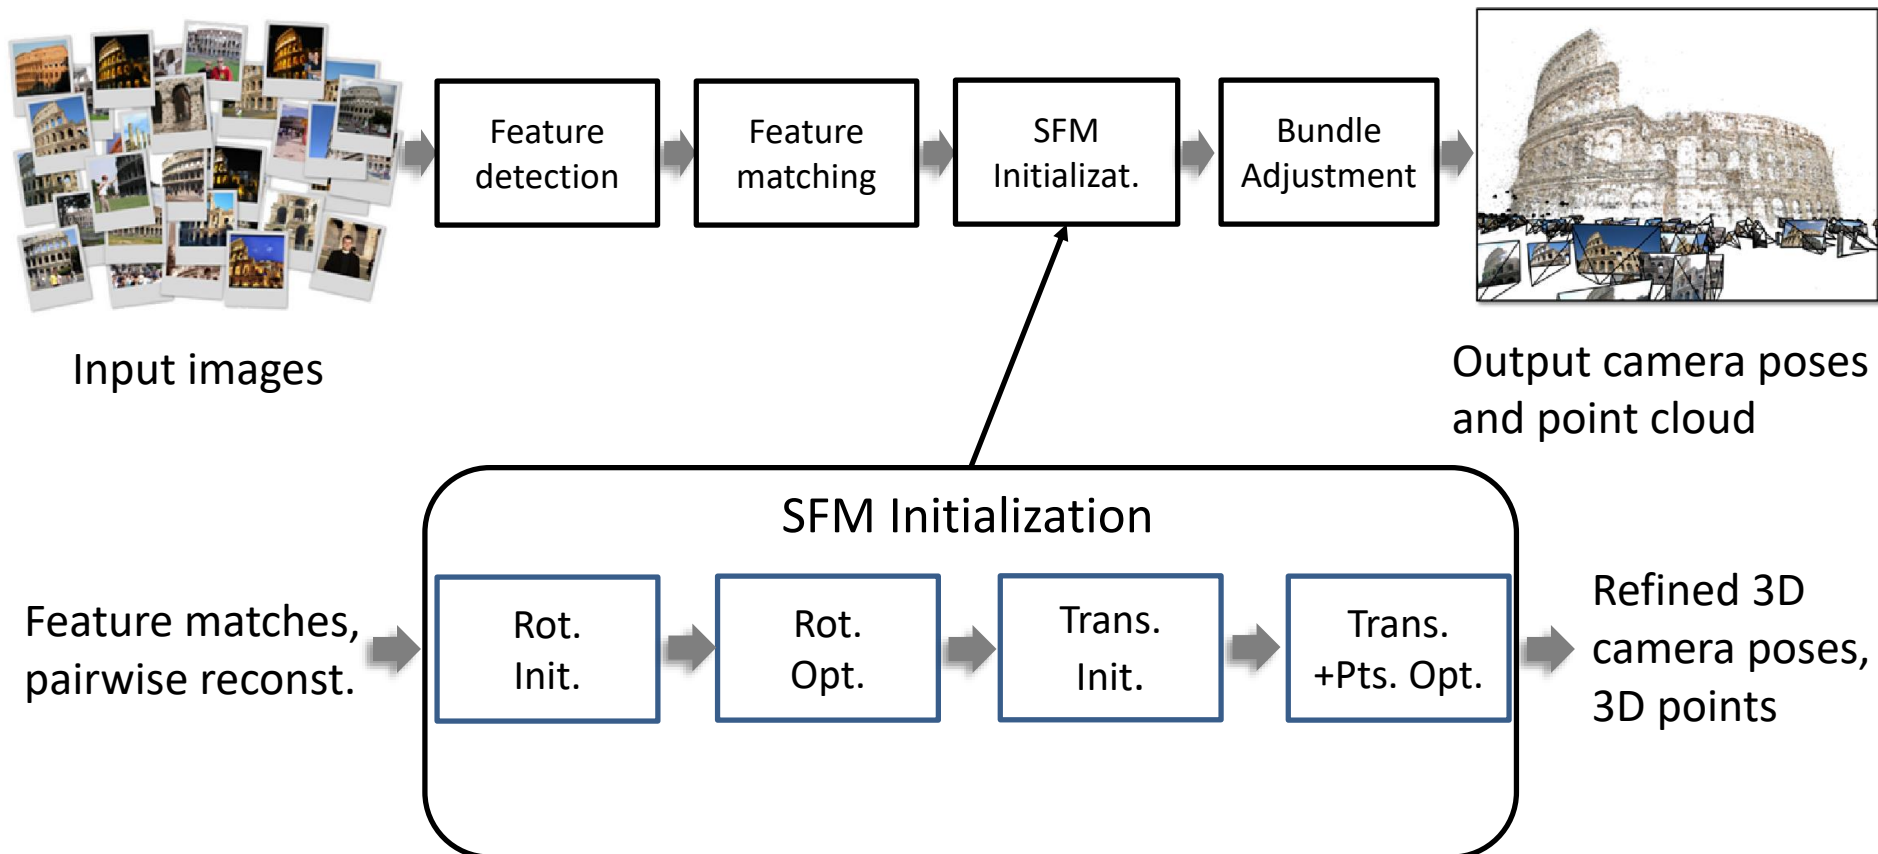 Feature
detection
Feature
matching
SFM
Initializat.
Bundle
Adjustment
Input images
Output camera poses
and point cloud
SFM Initialization
Feature matches,
pairwise reconst.
Rot.
Init.
Rot.
Opt.
Trans.
Init.
Trans.
+Pts. Opt.
Refined 3D
camera poses,
3D points